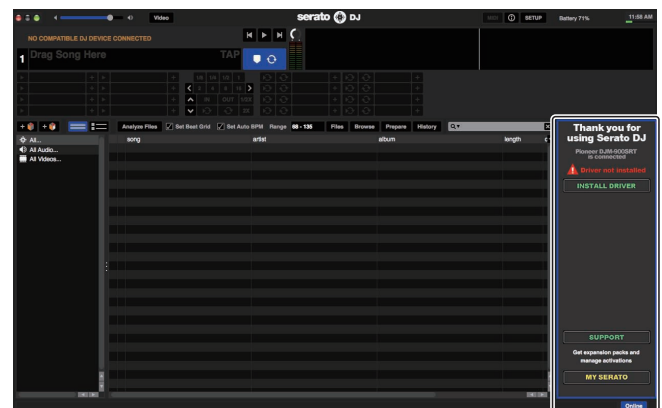 Video
serato DJ
SETUP
Battery 71%
11:58 AM
NO COMPATIBLE DJ DEVICE CONNECTED
1 Drag Song Here
TAP
IN OUT
Analyze Files
Set Beat Grid
Set Auto BPM
Range 68 - 135
Files
Browse
Prepare
History
All...
All Audio...
All Videos...
song
artist
album
length
Thank you for
using Serato DJ
Pioneer DJM-900SRT
is connected
Driver not installed
INSTALL DRIVER
SUPPORT
Get expansion packs and
manage activations
MY SERATO
Online